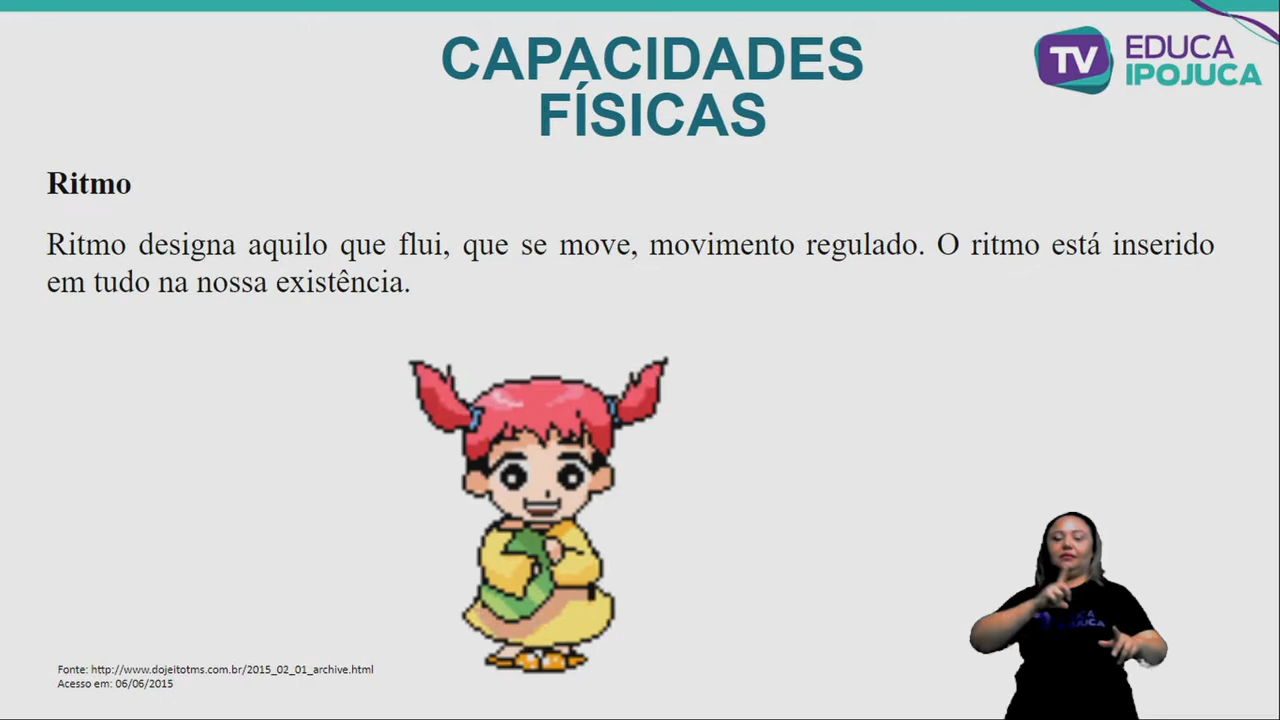 CAPACIDADES
FÍSICAS
TV EDUCA
IPOJUCA
Ritmo
Ritmo designa aquilo que flui, que se move, movimento regulado. O ritmo está inserido
em tudo na nossa existência.
Fonte: http://www.dojeitotms.com.br/2015_02_01_archive.html
Acesso em: 06/06/2015